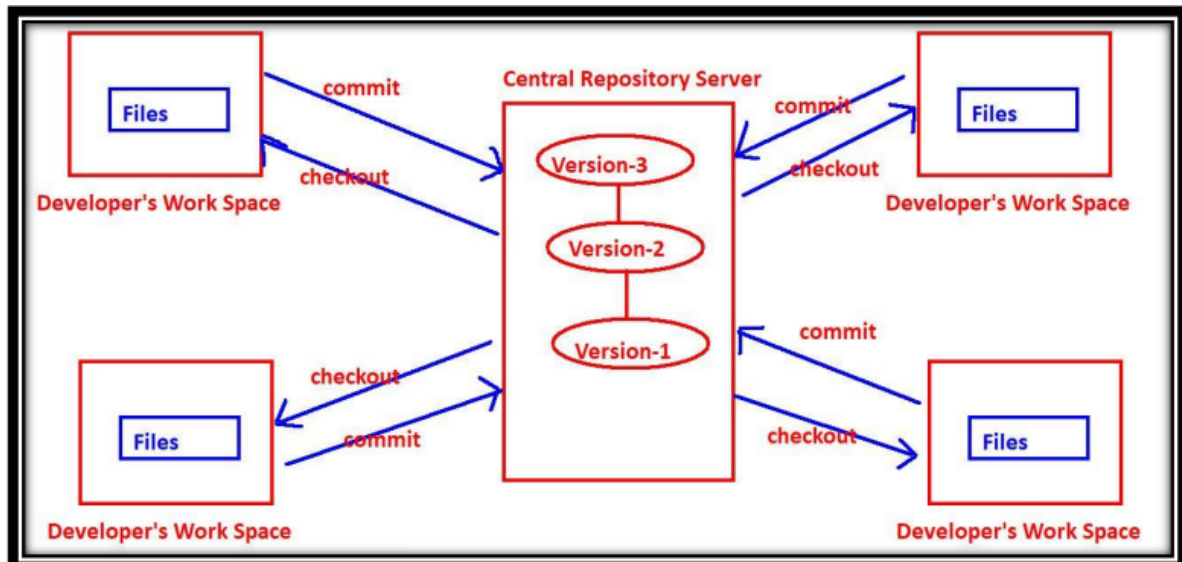 commit
Central Repository Server
commit
Files
Files
Version-3
checkout
checkout
Developer's Work Space
Developer's Work Space
Version-2
commit
Version-1
checkout
Files
commit
checkout
Files
Developer's Work Space
Developer's Work Space